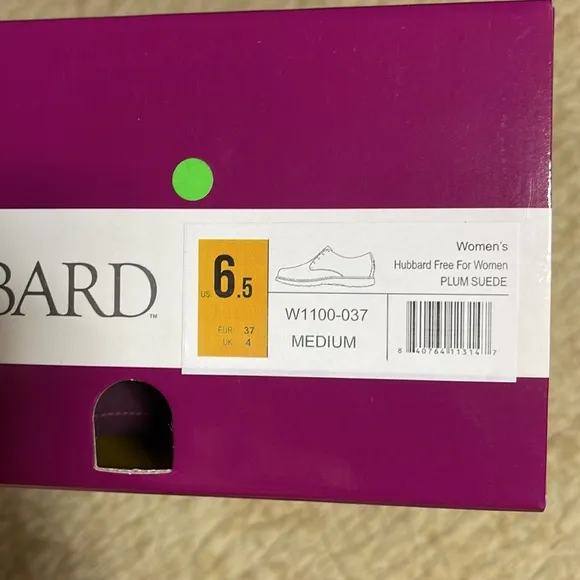 BARD™
US 6.5
EUR 37
UK 4
W1100-037
MEDIUM
Women's
Hubbard Free For Women
PLUM SUEDE
8 40764 11314 7